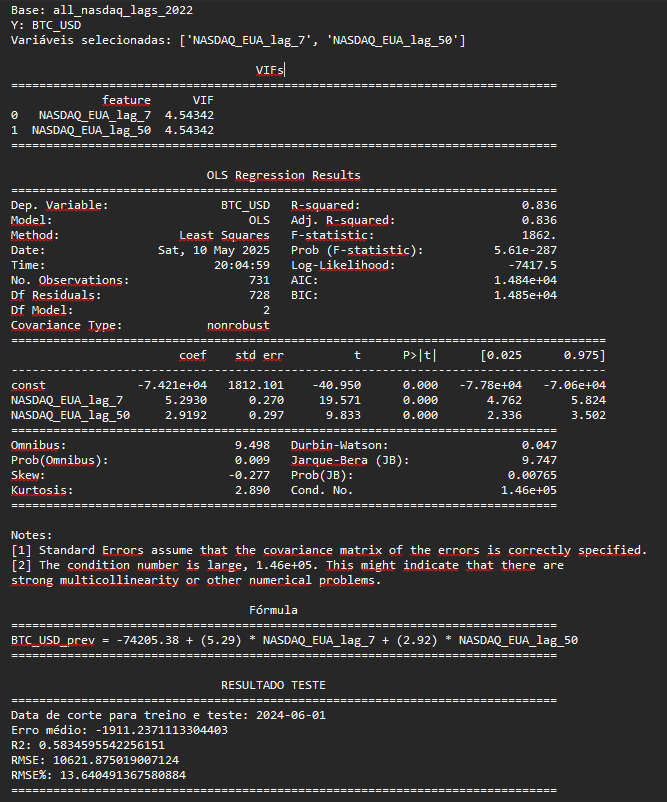 Base: all_nasdaq_lags_2022
Y: BTC_USD
Variáveis selecionadas: ['NASDAQ_EUA_lag_7', 'NASDAQ_EUA_lag_50']
VIFs
==============================================================================
feature VIF
0 NASDAQ_EUA_lag_7 4.54342
1 NASDAQ_EUA_lag_50 4.54342
==============================================================================
OLS Regression Results
==============================================================================
Dep. Variable: BTC_USD R-squared: 0.836
Model: OLS Adj. R-squared: 0.836
Method: Least Squares F-statistic: 1862.
Date: Sat, 10 May 2025 Prob (F-statistic): 5.61e-287
Time: 20:04:59 Log-Likelihood: -7417.5
No. Observations: 731 AIC: 1.484e+04
Df Residuals: 728 BIC: 1.485e+04
Df Model: 2
Covariance Type: nonrobust
=====================================================================================
coef std err t P>|t| [0.025 0.975]
-------------------------------------------------------------------------------------
const -7.421e+04 1812.101 -40.950 0.000 -7.78e+04 -7.06e+04
NASDAQ_EUA_lag_7 5.2930 0.270 19.571 0.000 4.762 5.824
NASDAQ_EUA_lag_50 2.9192 0.297 9.833 0.000 2.336 3.502
==============================================================================
Omnibus: 9.498 Durbin-Watson: 0.047
Prob(Omnibus): 0.009 Jarque-Bera (JB): 9.747
Skew: -0.277 Prob(JB): 0.00765
Kurtosis: 2.890 Cond. No. 1.46e+05
==============================================================================
Notes:
[1] Standard Errors assume that the covariance matrix of the errors is correctly specified.
[2] The condition number is large, 1.46e+05. This might indicate that there are
strong multicollinearity or other numerical problems.
Fórmula
==============================================================================
BTC_USD_prev = -74205.38 + (5.29) * NASDAQ_EUA_lag_7 + (2.92) * NASDAQ_EUA_lag_50
==============================================================================
RESULTADO TESTE
==============================================================================
Data de corte para treino e teste: 2024-06-01
Erro médio: -1911.2371113304403
R2: 0.5834595542256151
RMSE: 10621.875019007124
RMSE%: 13.640491367580884
==============================================================================